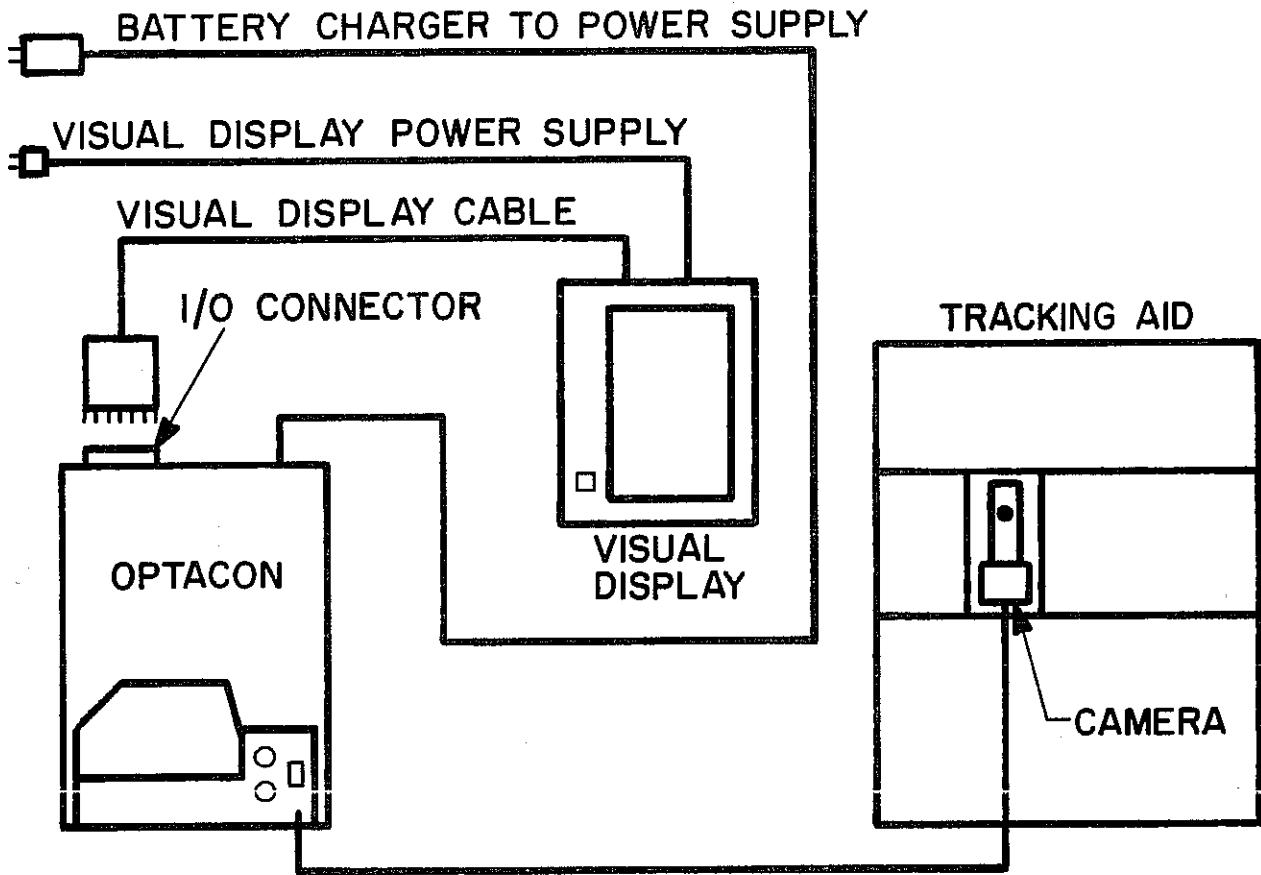 BATTERY CHARGER TO POWER SUPPLY
VISUAL DISPLAY POWER SUPPLY
VISUAL DISPLAY CABLE
I/O CONNECTOR
TRACKING AID
OPTACON
VISUAL
DISPLAY
CAMERA